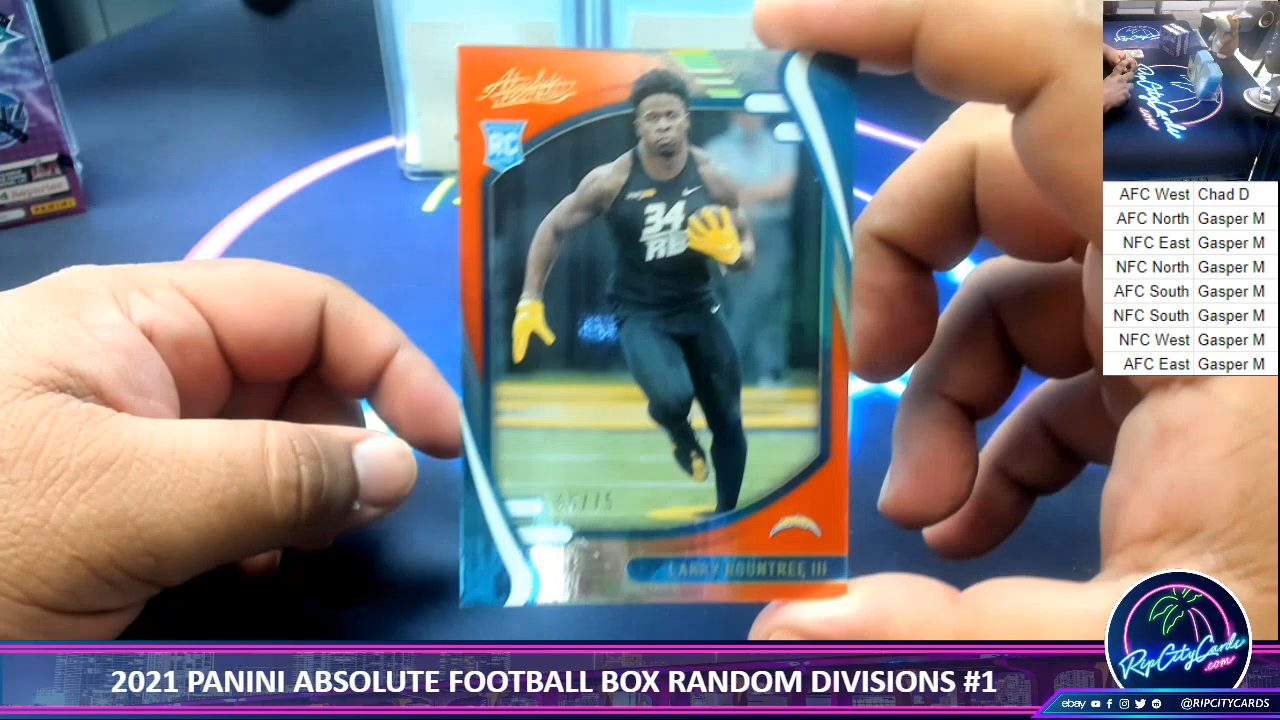 Absolute
RC
34
RB
LARRY ROUNTREE III
AFC West Chad D
AFC North Gasper M
NFC East Gasper M
NFC North Gasper M
AFC South Gasper M
NFC South Gasper M
NFC West Gasper M
AFC East Gasper M
2021 PANINI ABSOLUTE FOOTBALL BOX RANDOM DIVISIONS #1
RipCityCards
.com
ebay @RIPCITYCARDS